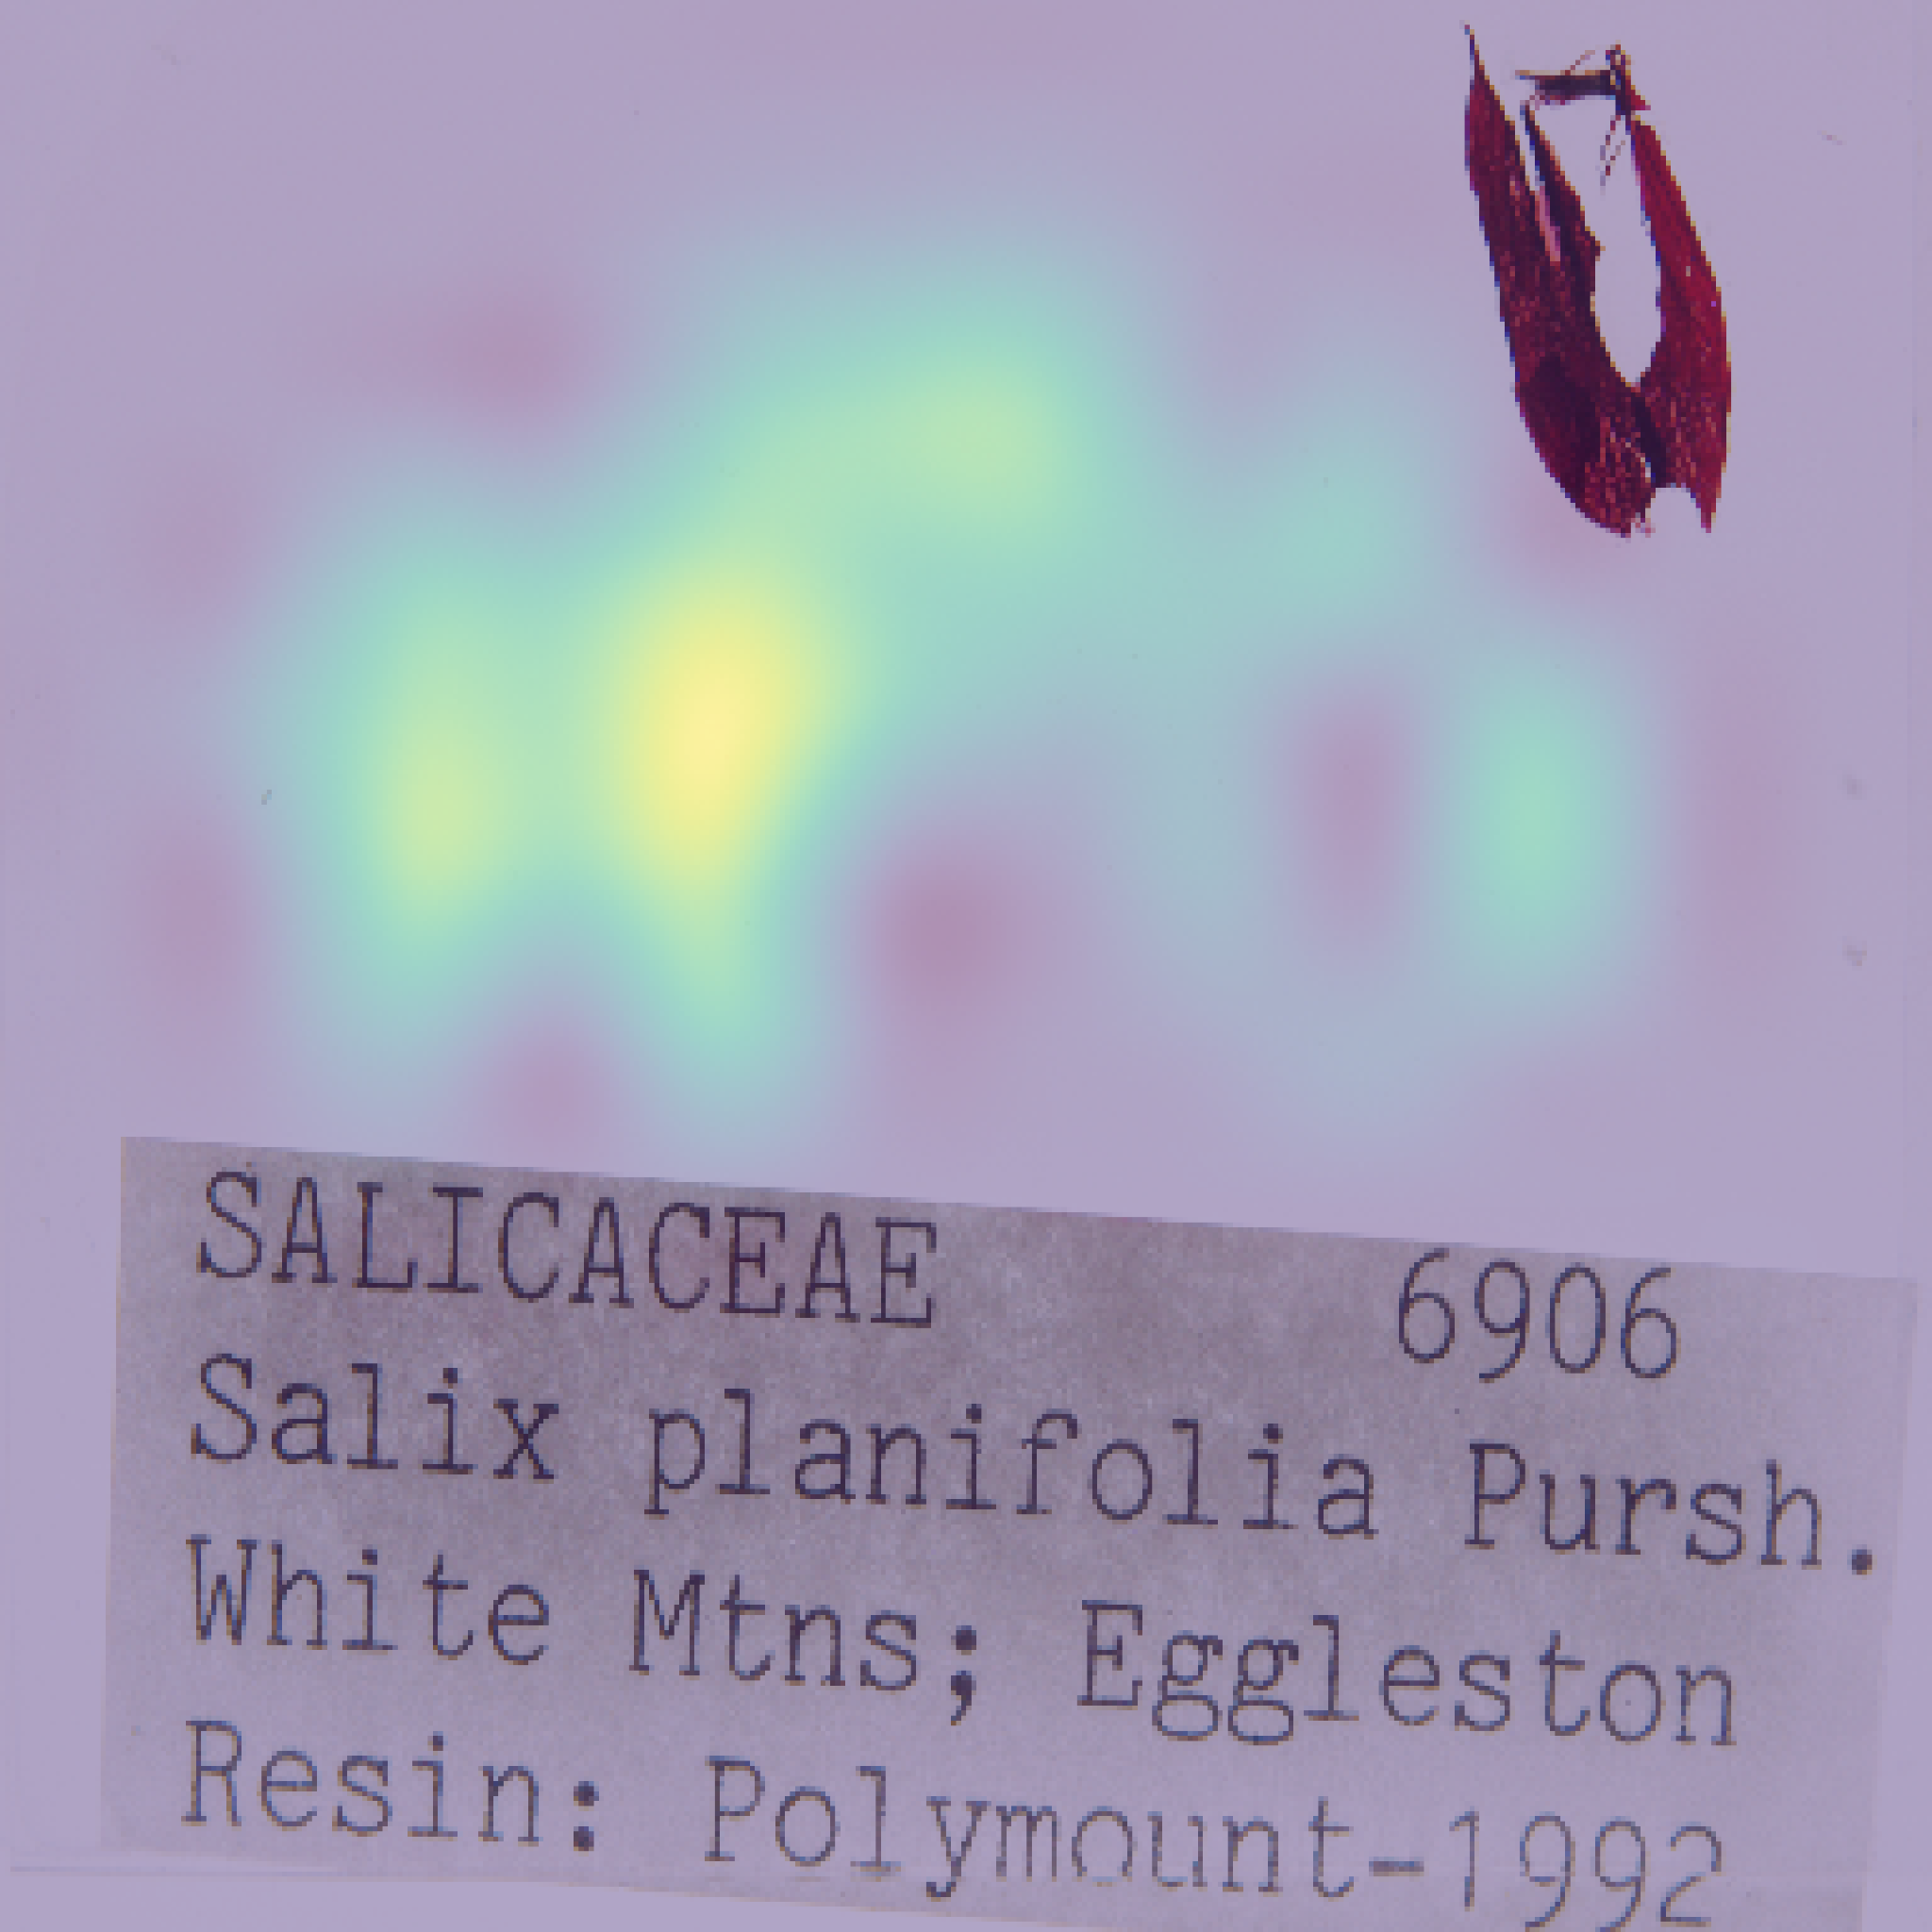 SALICACEAE 6906
Salix planifolia Pursh.
White Mtns; Eggleston
Resin: Polymount-1992